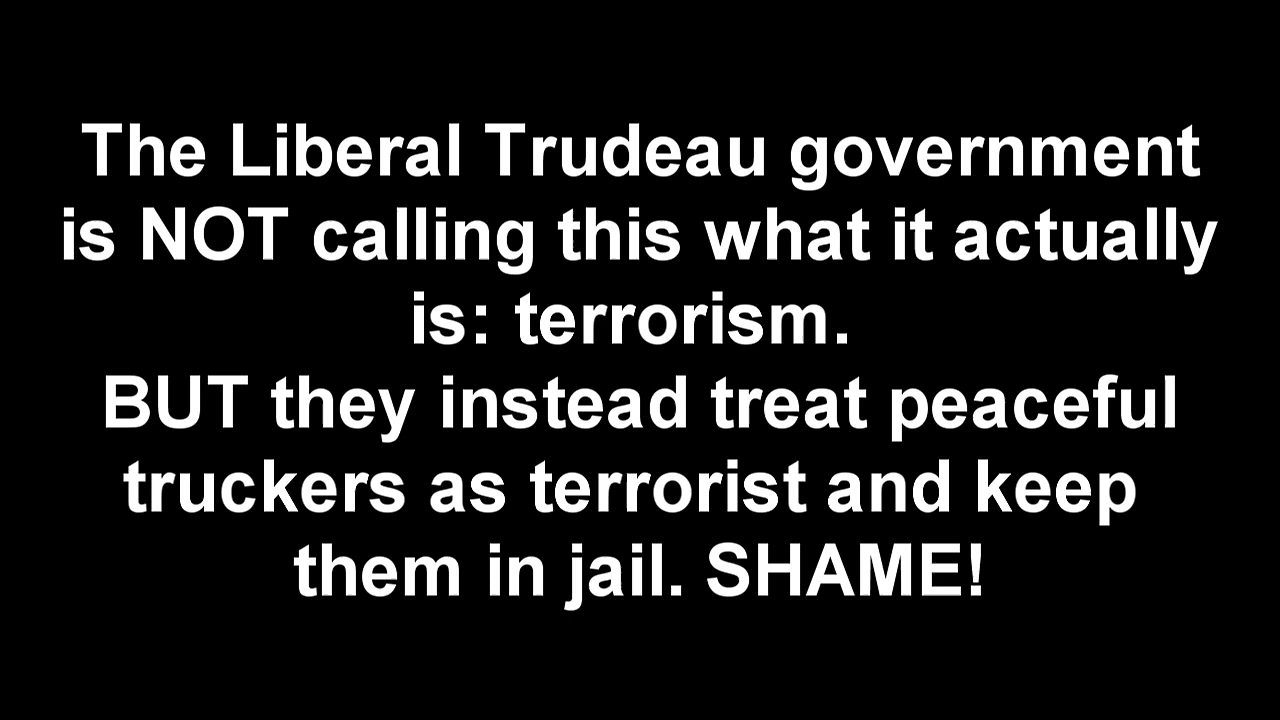 The Liberal Trudeau government
is NOT calling this what it actually
is: terrorism.
BUT they instead treat peaceful
truckers as terrorist and keep
them in jail. SHAME!